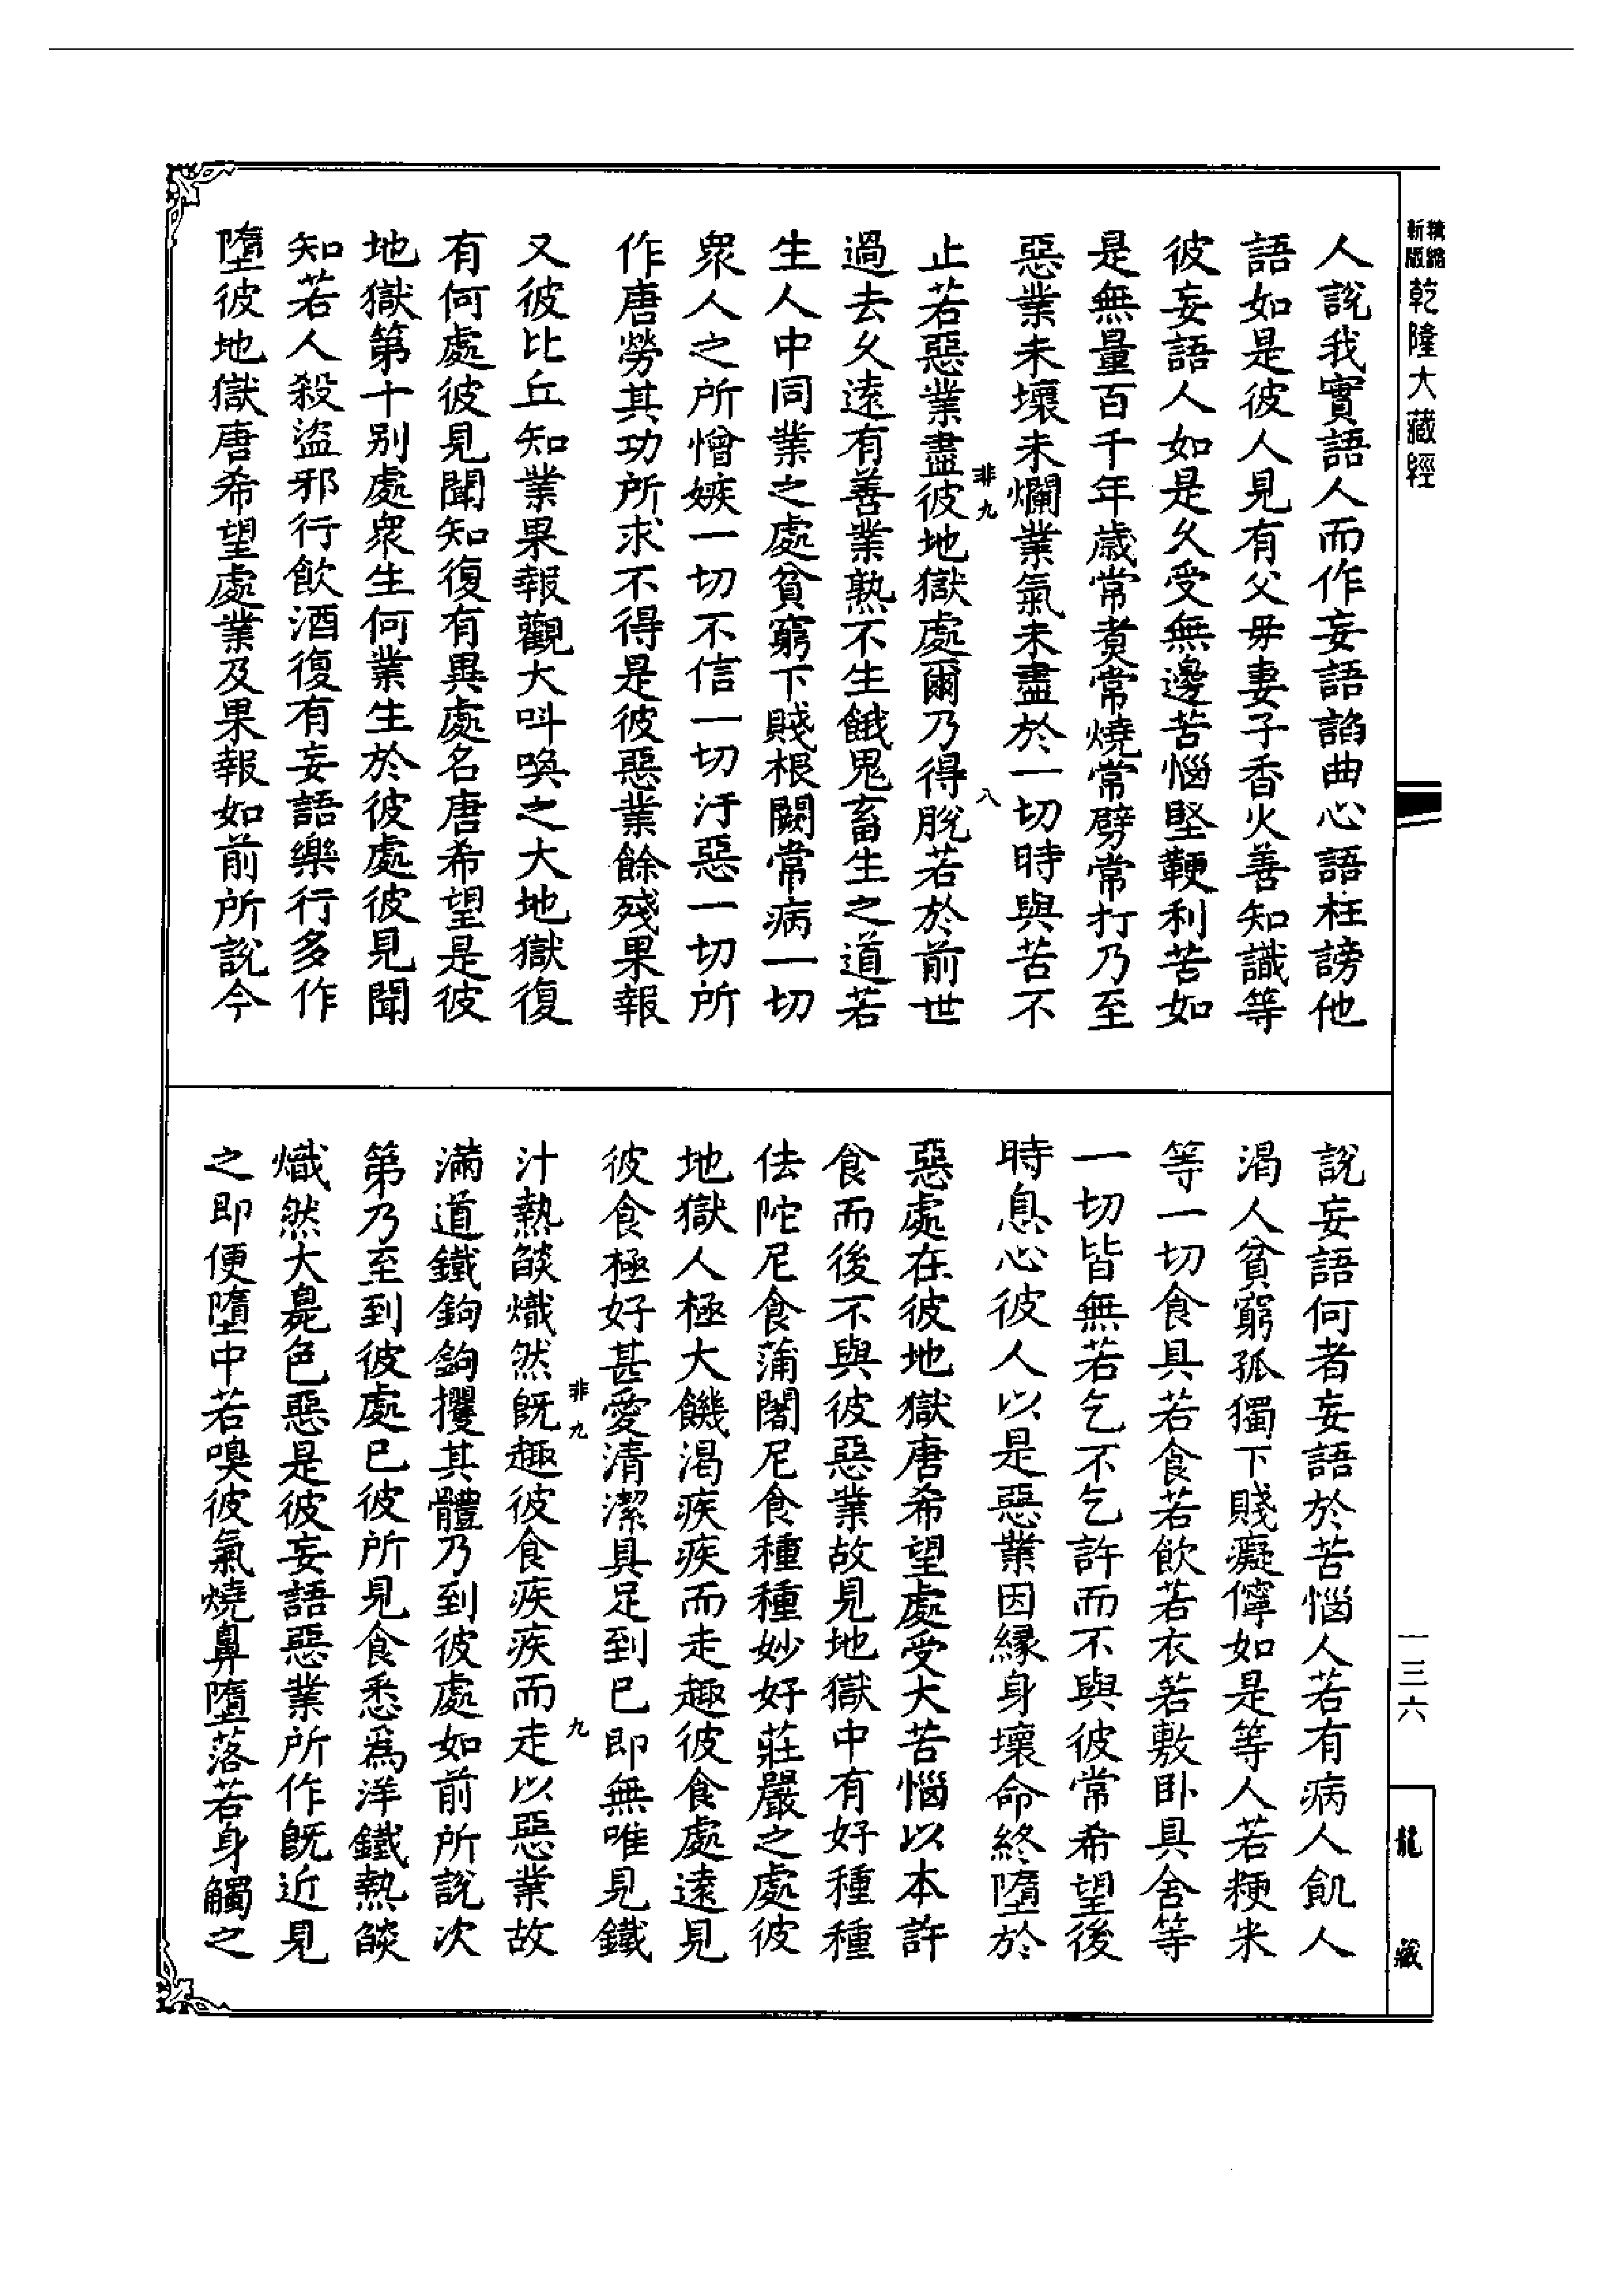 新版
精縮
乾隆大藏經
人說我實語人而作妄語諂曲心語枉謗他
語如是彼人見有父毋妻子香火善知識等
彼妄語人如是久受無邊苦惱堅鞕利苦如
是無量百千年歲常煑常燒常劈常打乃至
惡業未壞未爛業氣未盡於一切時與苦不
非九
八
止若惡業盡彼地獄處爾乃得脫若於前世
過去久遠有善業熟不生餓鬼畜生之道若
生人中同業之處貧窮下賤根闕常病一切
衆人之所憎嫉一切不信一切汙惡一切所
作唐勞其功所求不得是彼惡業餘殘果報
又彼比丘知業果報觀大叫喚之大地獄復
有何處彼見聞知復有異處名唐希望是彼
地獄第十別處衆生何業生於彼處彼見聞
知若人殺盜邪行飲酒復有妄語樂行多作
墮彼地獄唐希望處業及果報如前所說今
說妄語何者妄語於苦惱人若有病人飢人
渴人貧窮孤獨下賤癡儜如是等人若粳米
等一切食具若食若飲若衣若敷卧具舍等
一切皆無若乞不乞許而不與彼常希望後
時息心彼人以是惡業因緣身壞命終墮於
惡處在彼地獄唐希望處受大苦惱以本許
食而後不與彼惡業故見地獄中有好種種
佉陀尼食蒲闍尼食種種妙好莊嚴之處彼
地獄人極大饑渴疾疾而走趣彼食處遠見
彼食極好甚愛清潔具足到已即無唯見鐵
非九
九
汁熱燄熾然旣趣彼食疾疾而走以惡業故
滿道鐵鉤鉤攫其體乃到彼處如前所說次
第乃至到彼處已彼所見食悉爲洋鐵熱燄
熾然大臭色惡是彼妄語惡業所作旣近見
之即便墮中若嗅彼氣燒鼻墮落若身觸之
一三六
龍藏